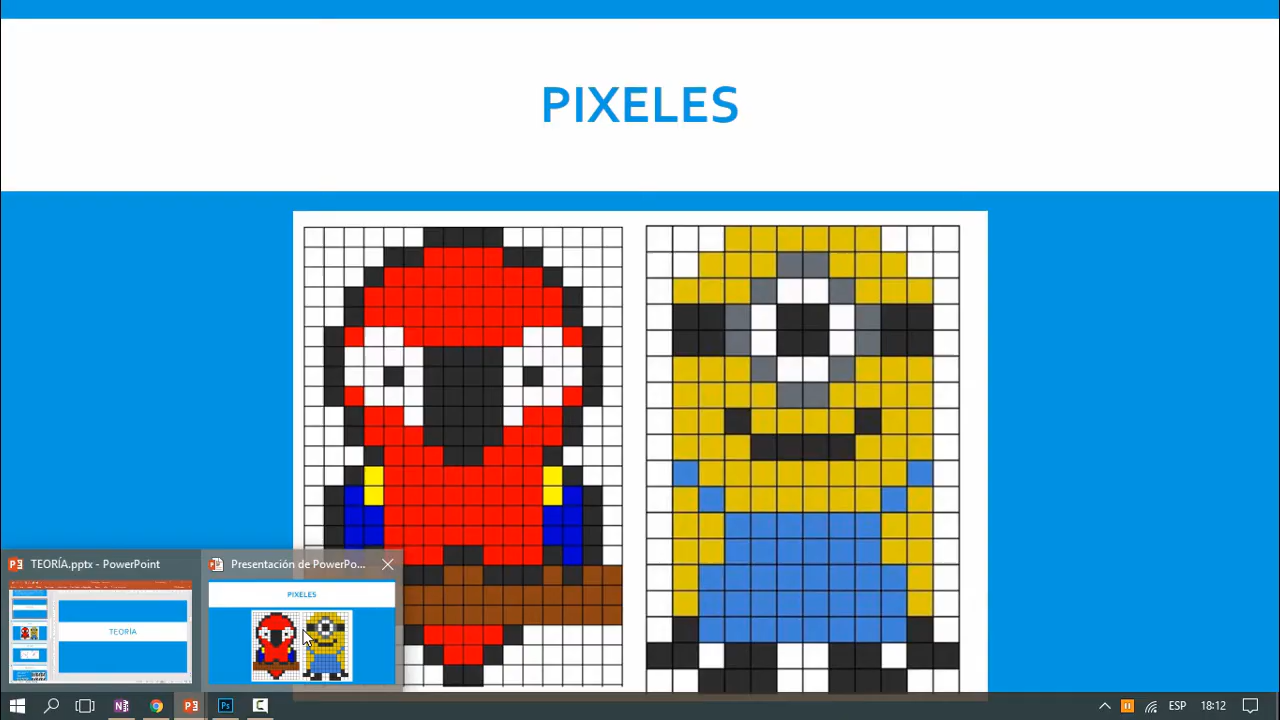 PIXELES
TEORÍA.pptx - PowerPoint
Presentación de PowerPo...
PIXELES
TEORÍA
ESP
18:12